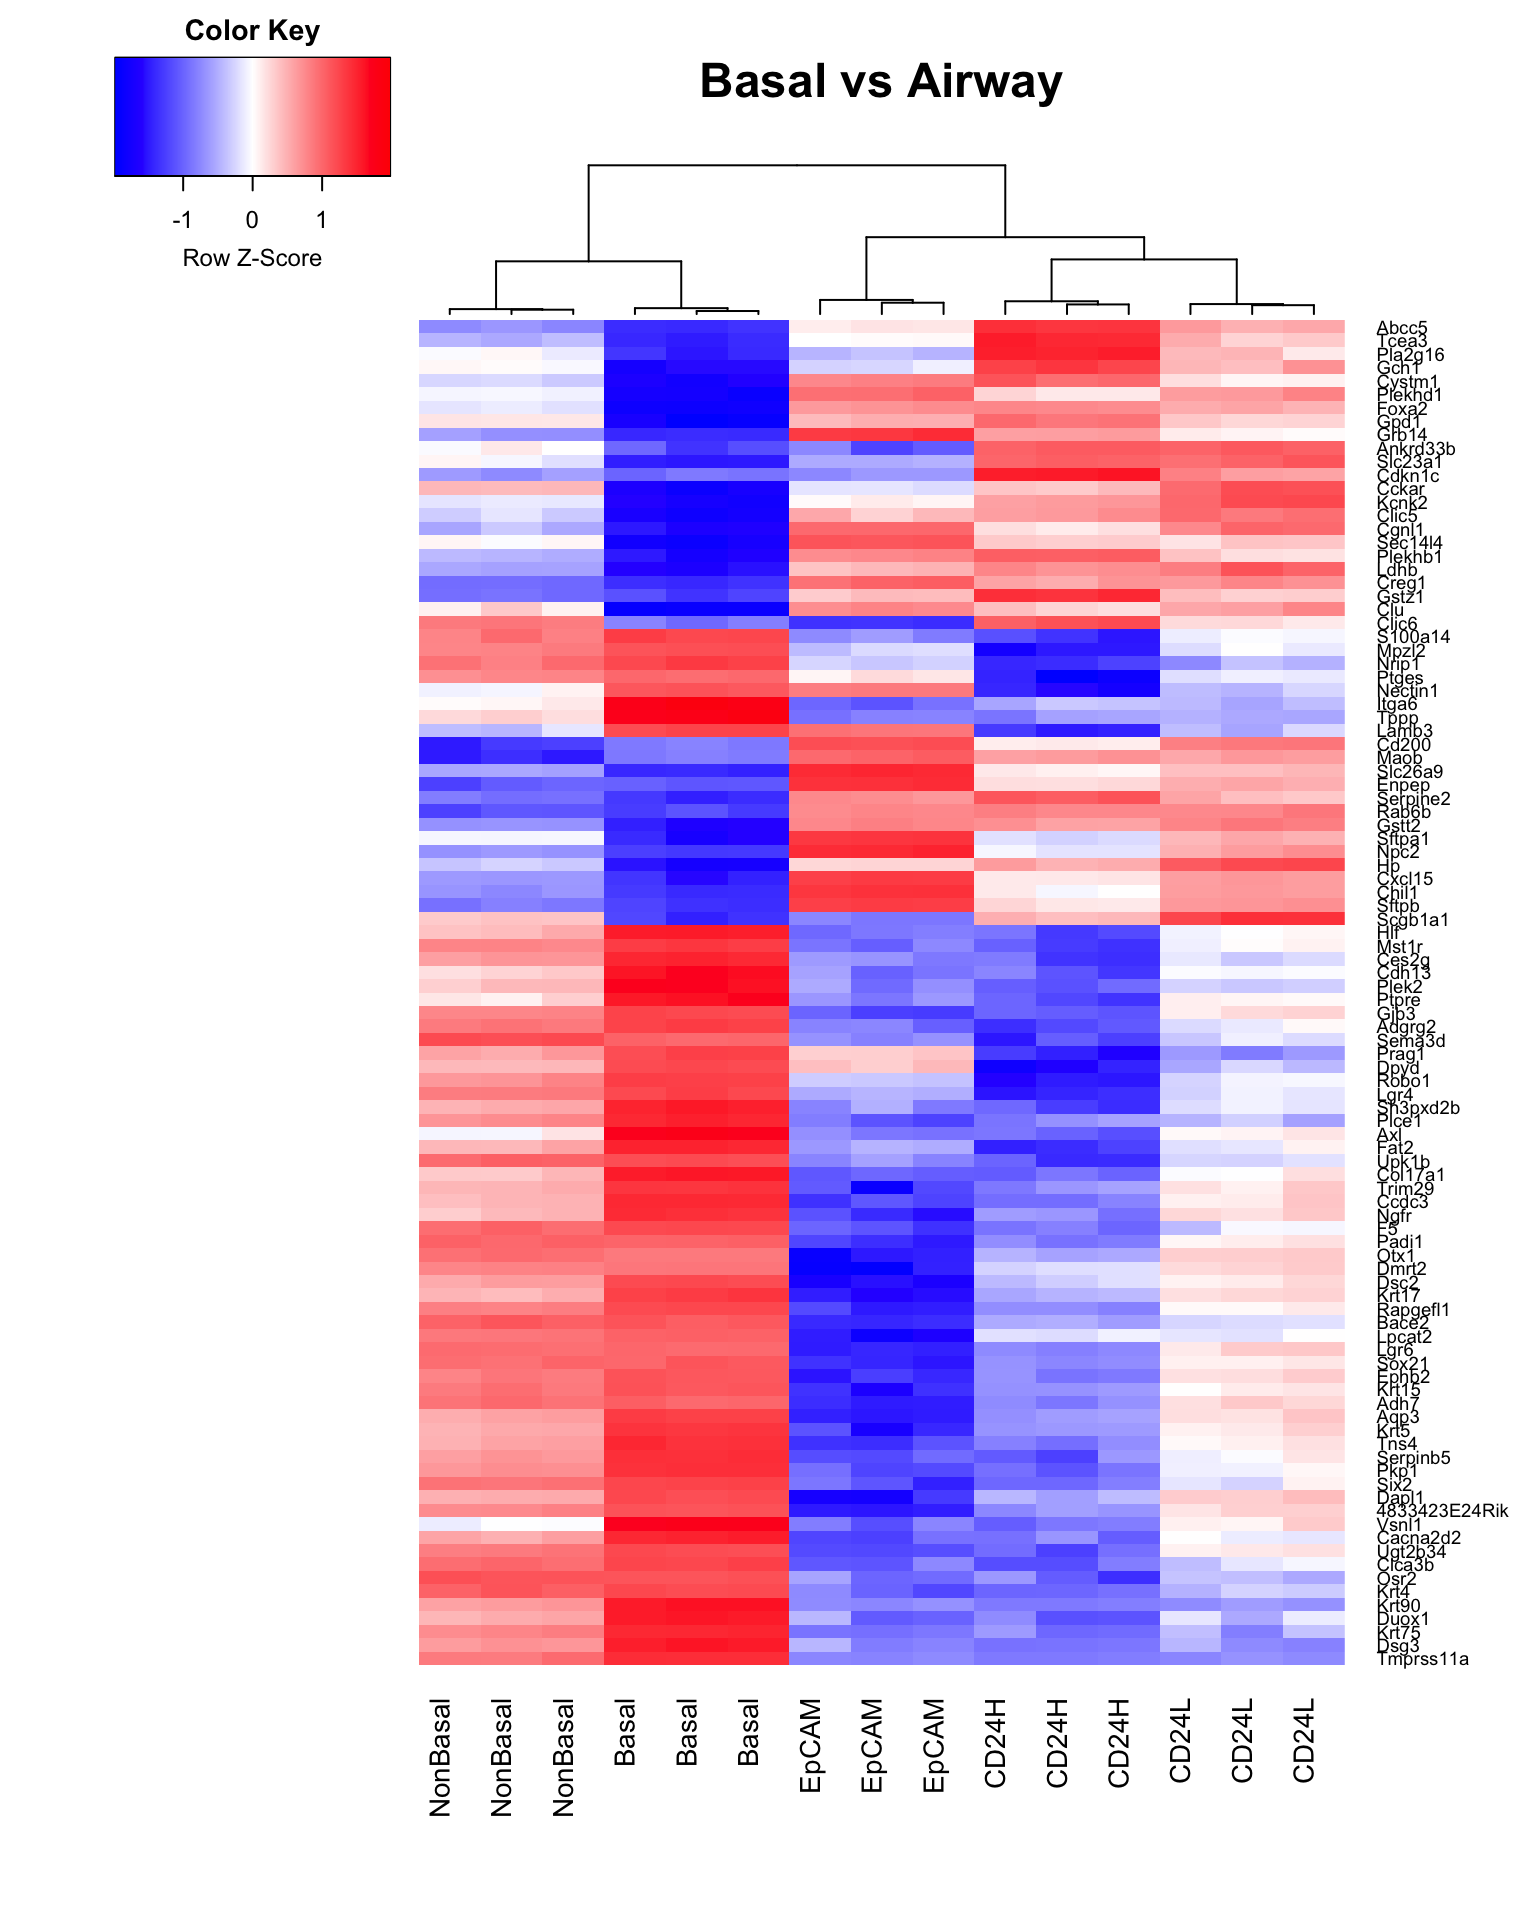 Color Key
-1 0 1
Row Z-Score
Basal vs Airway
Abcc5
Tcea3
Pla2g16
Gch1
Cystm1
Plekhd1
Foxa2
Gpd1
Grb14
Ankrd33b
Slc23a1
Cdkn1c
Cckar
Kcnk2
Clic5
Cgnl1
Sec14l4
Plekhb1
Ldhb
Creg1
Gstz1
Clu
Clic6
S100a14
Mpzl2
Nrip1
Ptges
Nectin1
Itga6
Tppp
Lamb3
Cd200
Maob
Slc26a9
Enpep
Serpine2
Rab6b
Gstt2
Sftpa1
Npc2
Hp
Cxcl15
Chil1
Sftpb
Scgb1a1
Hlf
Mst1r
Ces2g
Cdh13
Plek2
Ptpre
Gjb3
Adgrg2
Sema3d
Prag1
Dpyd
Robo1
Lgr4
Sh3pxd2b
Plce1
Axl
Fat2
Upk1b
Col17a1
Trim29
Ccdc3
Ngfr
F5
Padi1
Otx1
Dmrt2
Dsc2
Krt17
Rapgefl1
Bace2
Lpcat2
Lgr6
Sox21
Ephb2
Krt15
Adh7
Aqp3
Krt5
Tns4
Serpinb5
Pkp1
Six2
Dapl1
4833423E24Rik
Vsnl1
Cacna2d2
Ugt2b34
Clca3b
Osr2
Krt4
Krt90
Duox1
Krt75
Dsg3
Tmprss11a
NonBasal
NonBasal
NonBasal
Basal
Basal
Basal
EpCAM
EpCAM
EpCAM
CD24H
CD24H
CD24H
CD24L
CD24L
CD24L